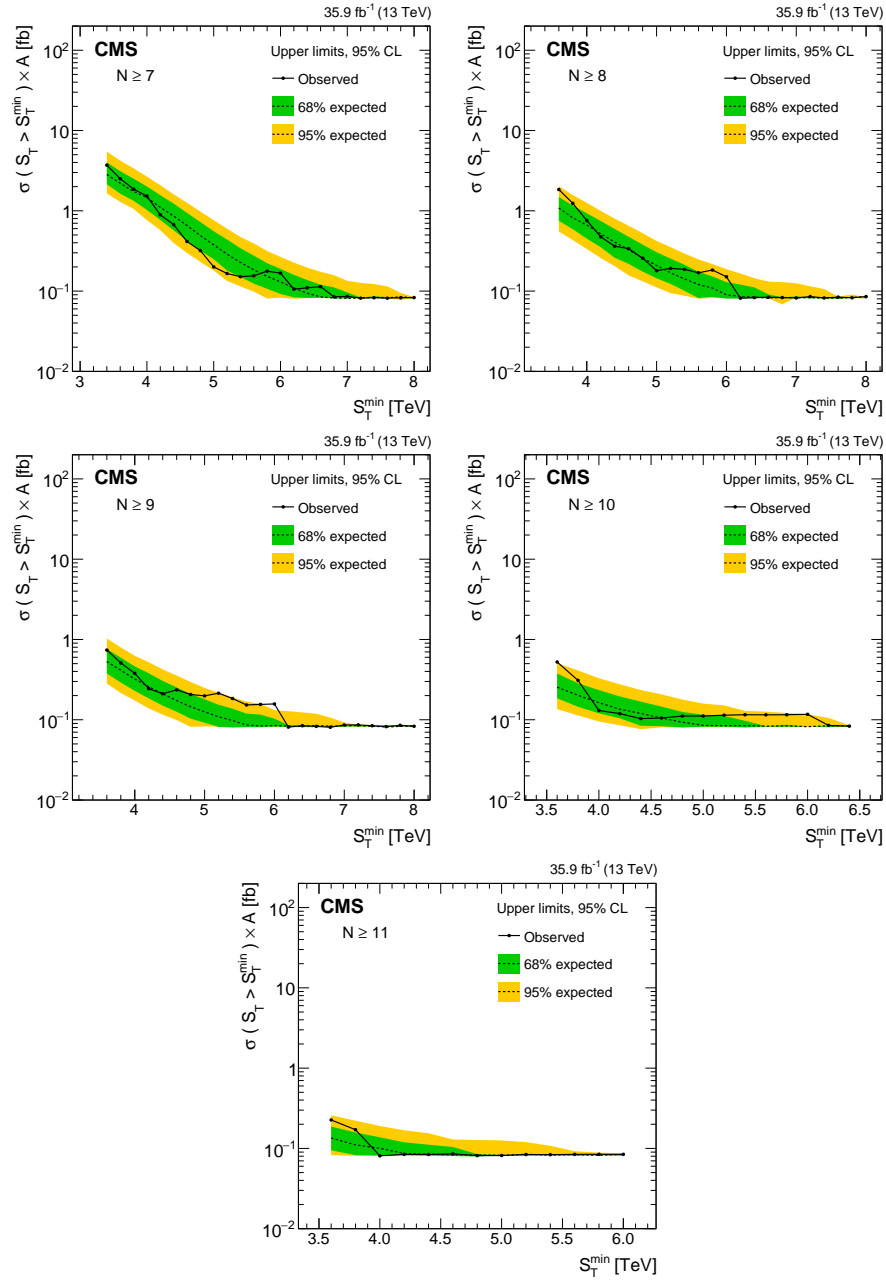 35.9 fb⁻¹ (13 TeV)
CMS
N ≥ 7
Upper limits, 95% CL
Observed
68% expected
95% expected
σ ( S_T > S_T^min ) × A [fb]
10²
10
1
10⁻¹
10⁻²
3 4 5 6 7 8
S_T^min [TeV]
35.9 fb⁻¹ (13 TeV)
CMS
N ≥ 8
Upper limits, 95% CL
Observed
68% expected
95% expected
σ ( S_T > S_T^min ) × A [fb]
10²
10
1
10⁻¹
10⁻²
4 5 6 7 8
S_T^min [TeV]
35.9 fb⁻¹ (13 TeV)
CMS
N ≥ 9
Upper limits, 95% CL
Observed
68% expected
95% expected
σ ( S_T > S_T^min ) × A [fb]
10²
10
1
10⁻¹
10⁻²
4 5 6 7 8
S_T^min [TeV]
35.9 fb⁻¹ (13 TeV)
CMS
N ≥ 10
Upper limits, 95% CL
Observed
68% expected
95% expected
σ ( S_T > S_T^min ) × A [fb]
10²
10
1
10⁻¹
10⁻²
3.5 4.0 4.5 5.0 5.5 6.0 6.5
S_T^min [TeV]
35.9 fb⁻¹ (13 TeV)
CMS
N ≥ 11
Upper limits, 95% CL
Observed
68% expected
95% expected
σ ( S_T > S_T^min ) × A [fb]
10²
10
1
10⁻¹
10⁻²
3.5 4.0 4.5 5.0 5.5 6.0
S_T^min [TeV]